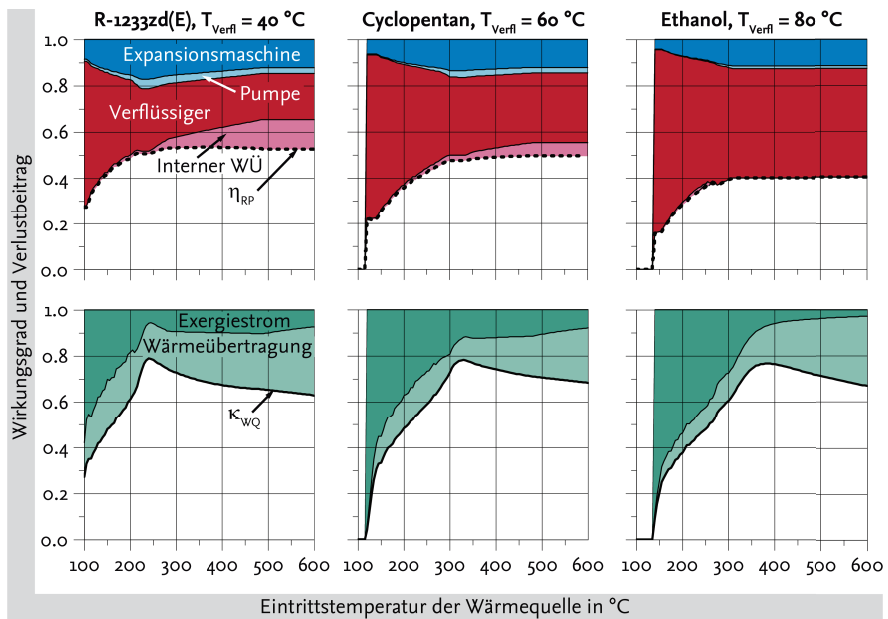 R-1233zd(E), T_Verfl = 40 °C
Cyclopentan, T_Verfl = 60 °C
Ethanol, T_Verfl = 80 °C
Wirkungsgrad und Verlustbeitrag
1.0
0.8
0.6
0.4
0.2
0.0
Expansionsmaschine
Pumpe
Verflüssiger
Interner WÜ
η_RP
1.0
0.8
0.6
0.4
0.2
0.0
Exergiestrom
Wärmeübertragung
κ_WQ
100 200 300 400 500 600
100 200 300 400 500 600
100 200 300 400 500 600
Eintrittstemperatur der Wärmequelle in °C